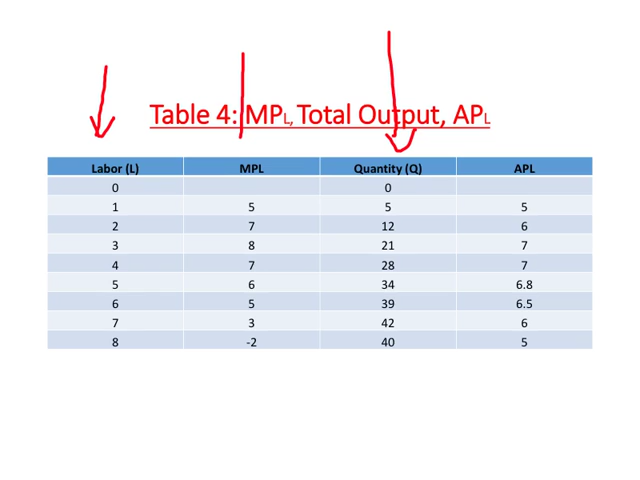 Table 4: MPL, Total Output, APL
Labor (L) MPL Quantity (Q) APL
0 0
1 5 5 5
2 7 12 6
3 8 21 7
4 7 28 7
5 6 34 6.8
6 5 39 6.5
7 3 42 6
8 -2 40 5